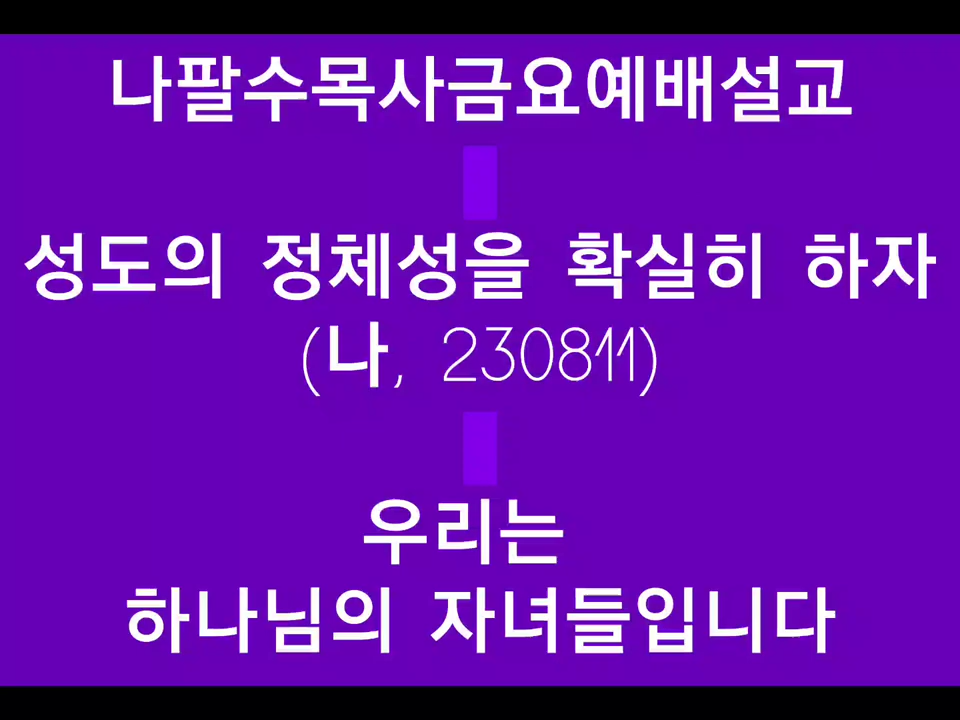 나팔수목사금요예배설교
성도의 정체성을 확실히 하자
(나, 230811)
우리는
하나님의 자녀들입니다